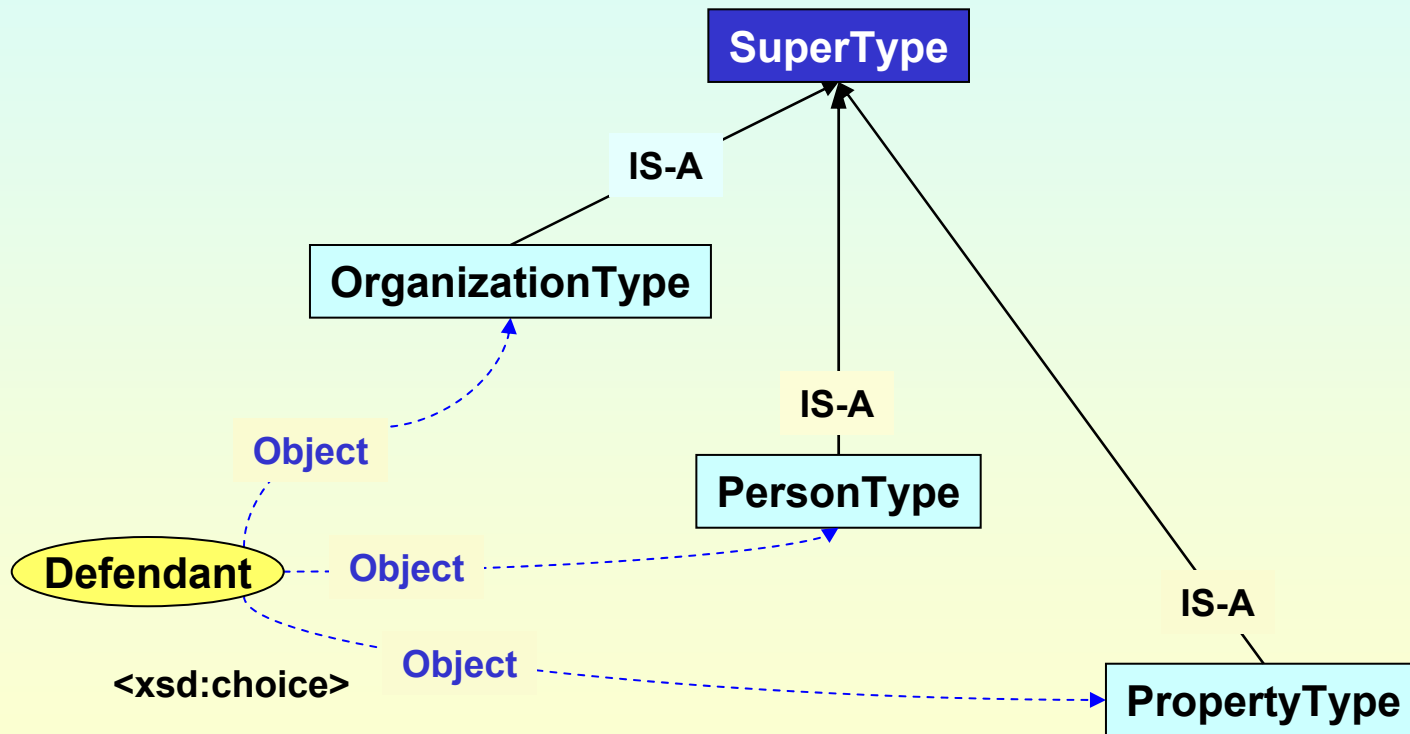 SuperType
IS-A
OrganizationType
IS-A
Object
PersonType
Defendant
Object
IS-A
Object
<xsd:choice>
PropertyType